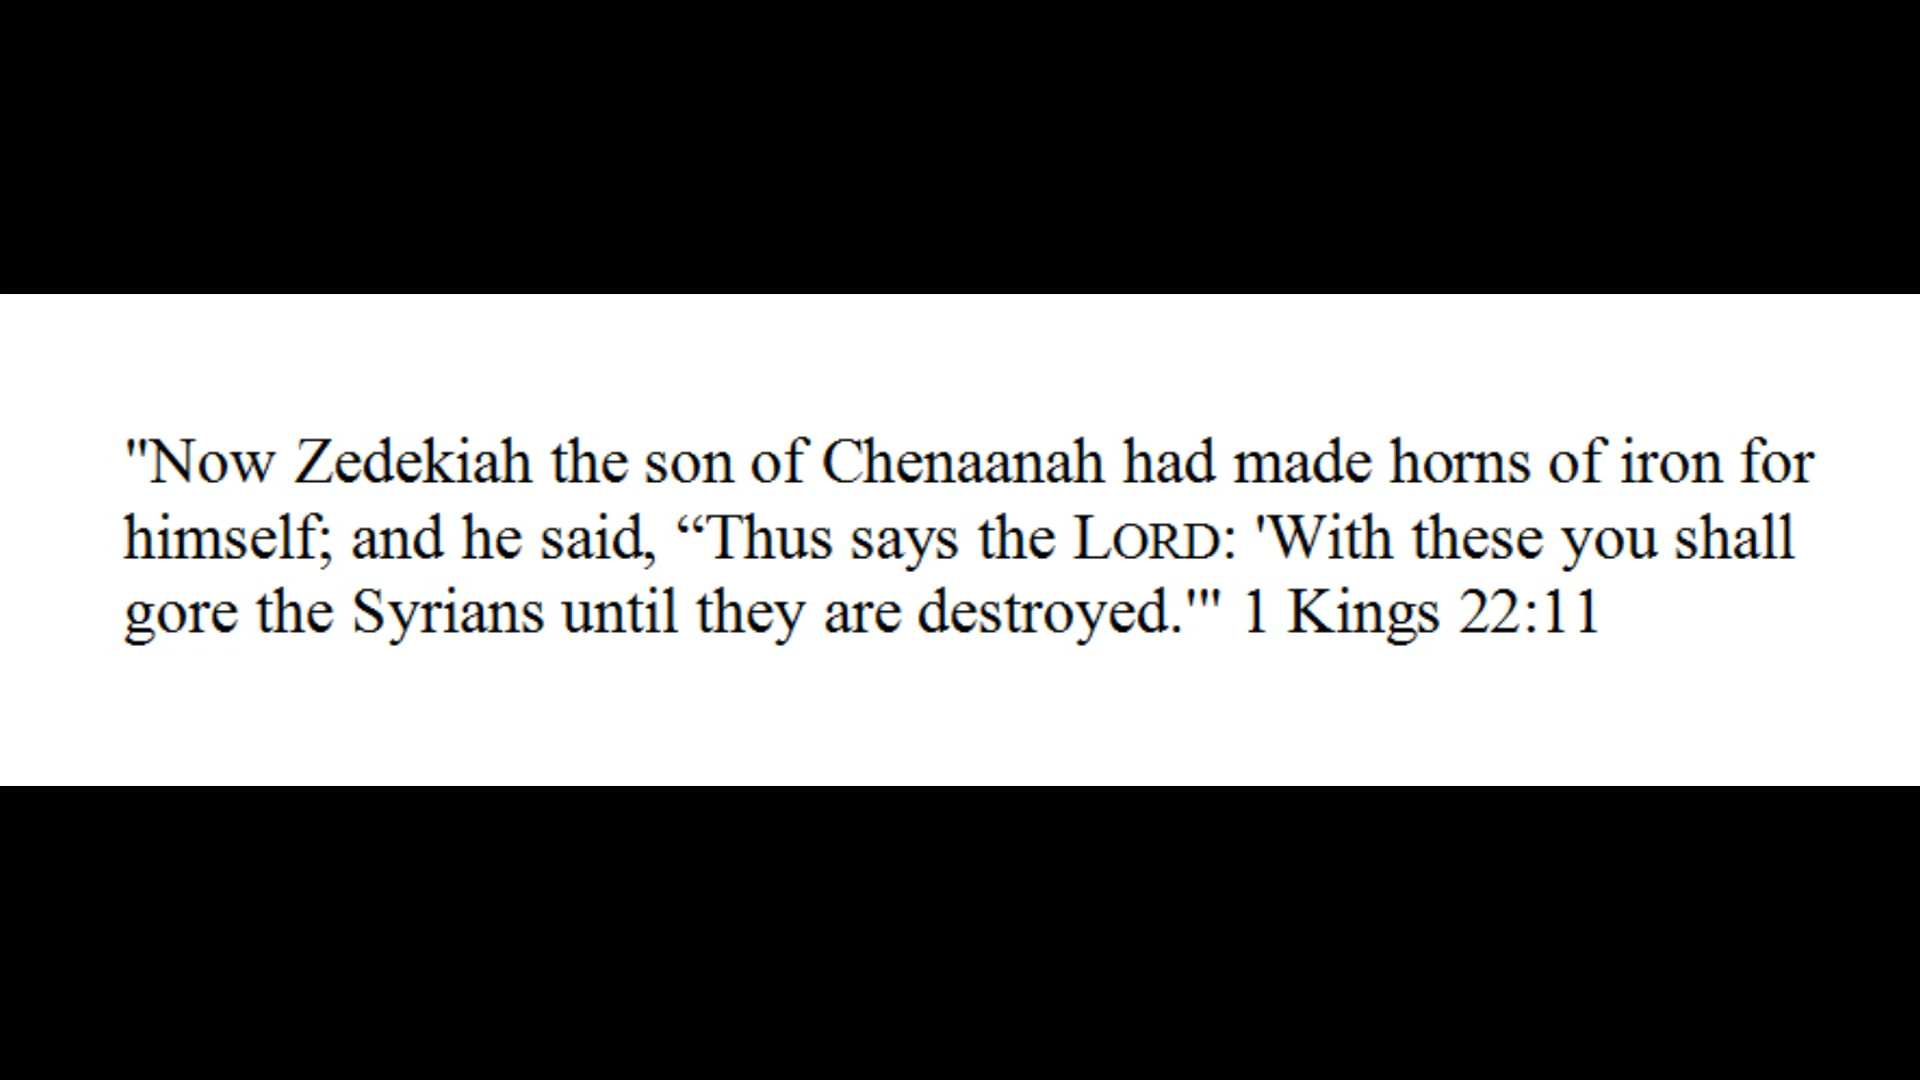 "Now Zedekiah the son of Chenaanah had made horns of iron for
himself; and he said, “Thus says the LORD: 'With these you shall
gore the Syrians until they are destroyed.'" 1 Kings 22:11